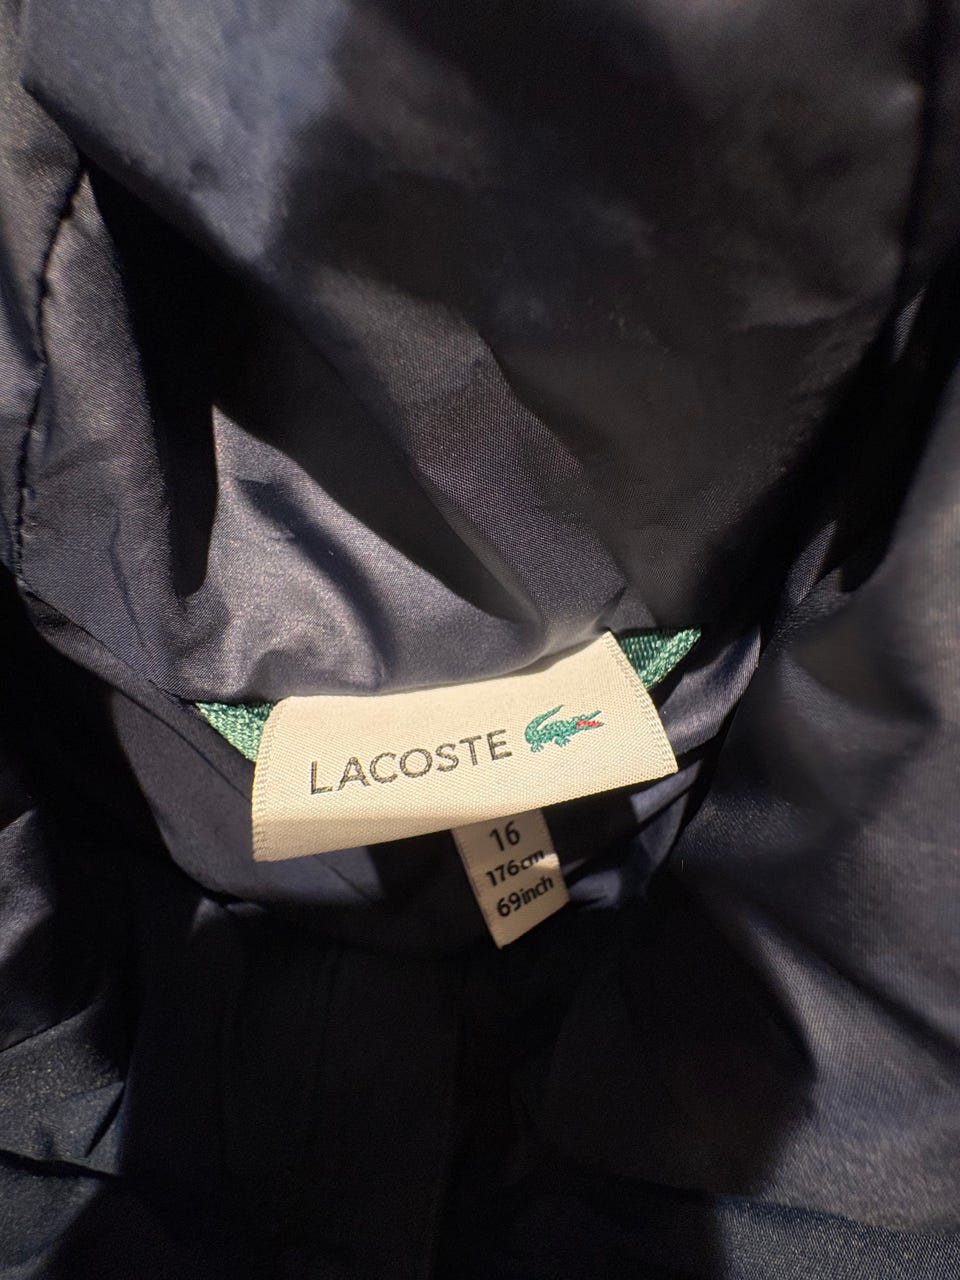 LACOSTE
16
176cm
69inch